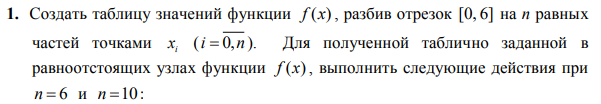 1. Создать таблицу значений функции f(x), разбив отрезок [0, 6] на n равных
частей точками xᵢ (i = 0, n̅). Для полученной таблично заданной в
равноотстоящих узлах функции f(x), выполнить следующие действия при
n = 6 и n = 10: